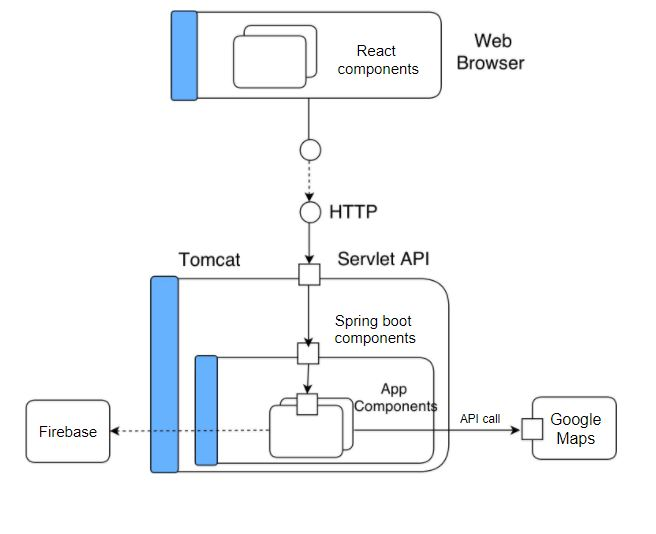 React
components
Web
Browser
HTTP
Tomcat
Servlet API
Spring boot
components
App
Components
Firebase
API call
Google
Maps